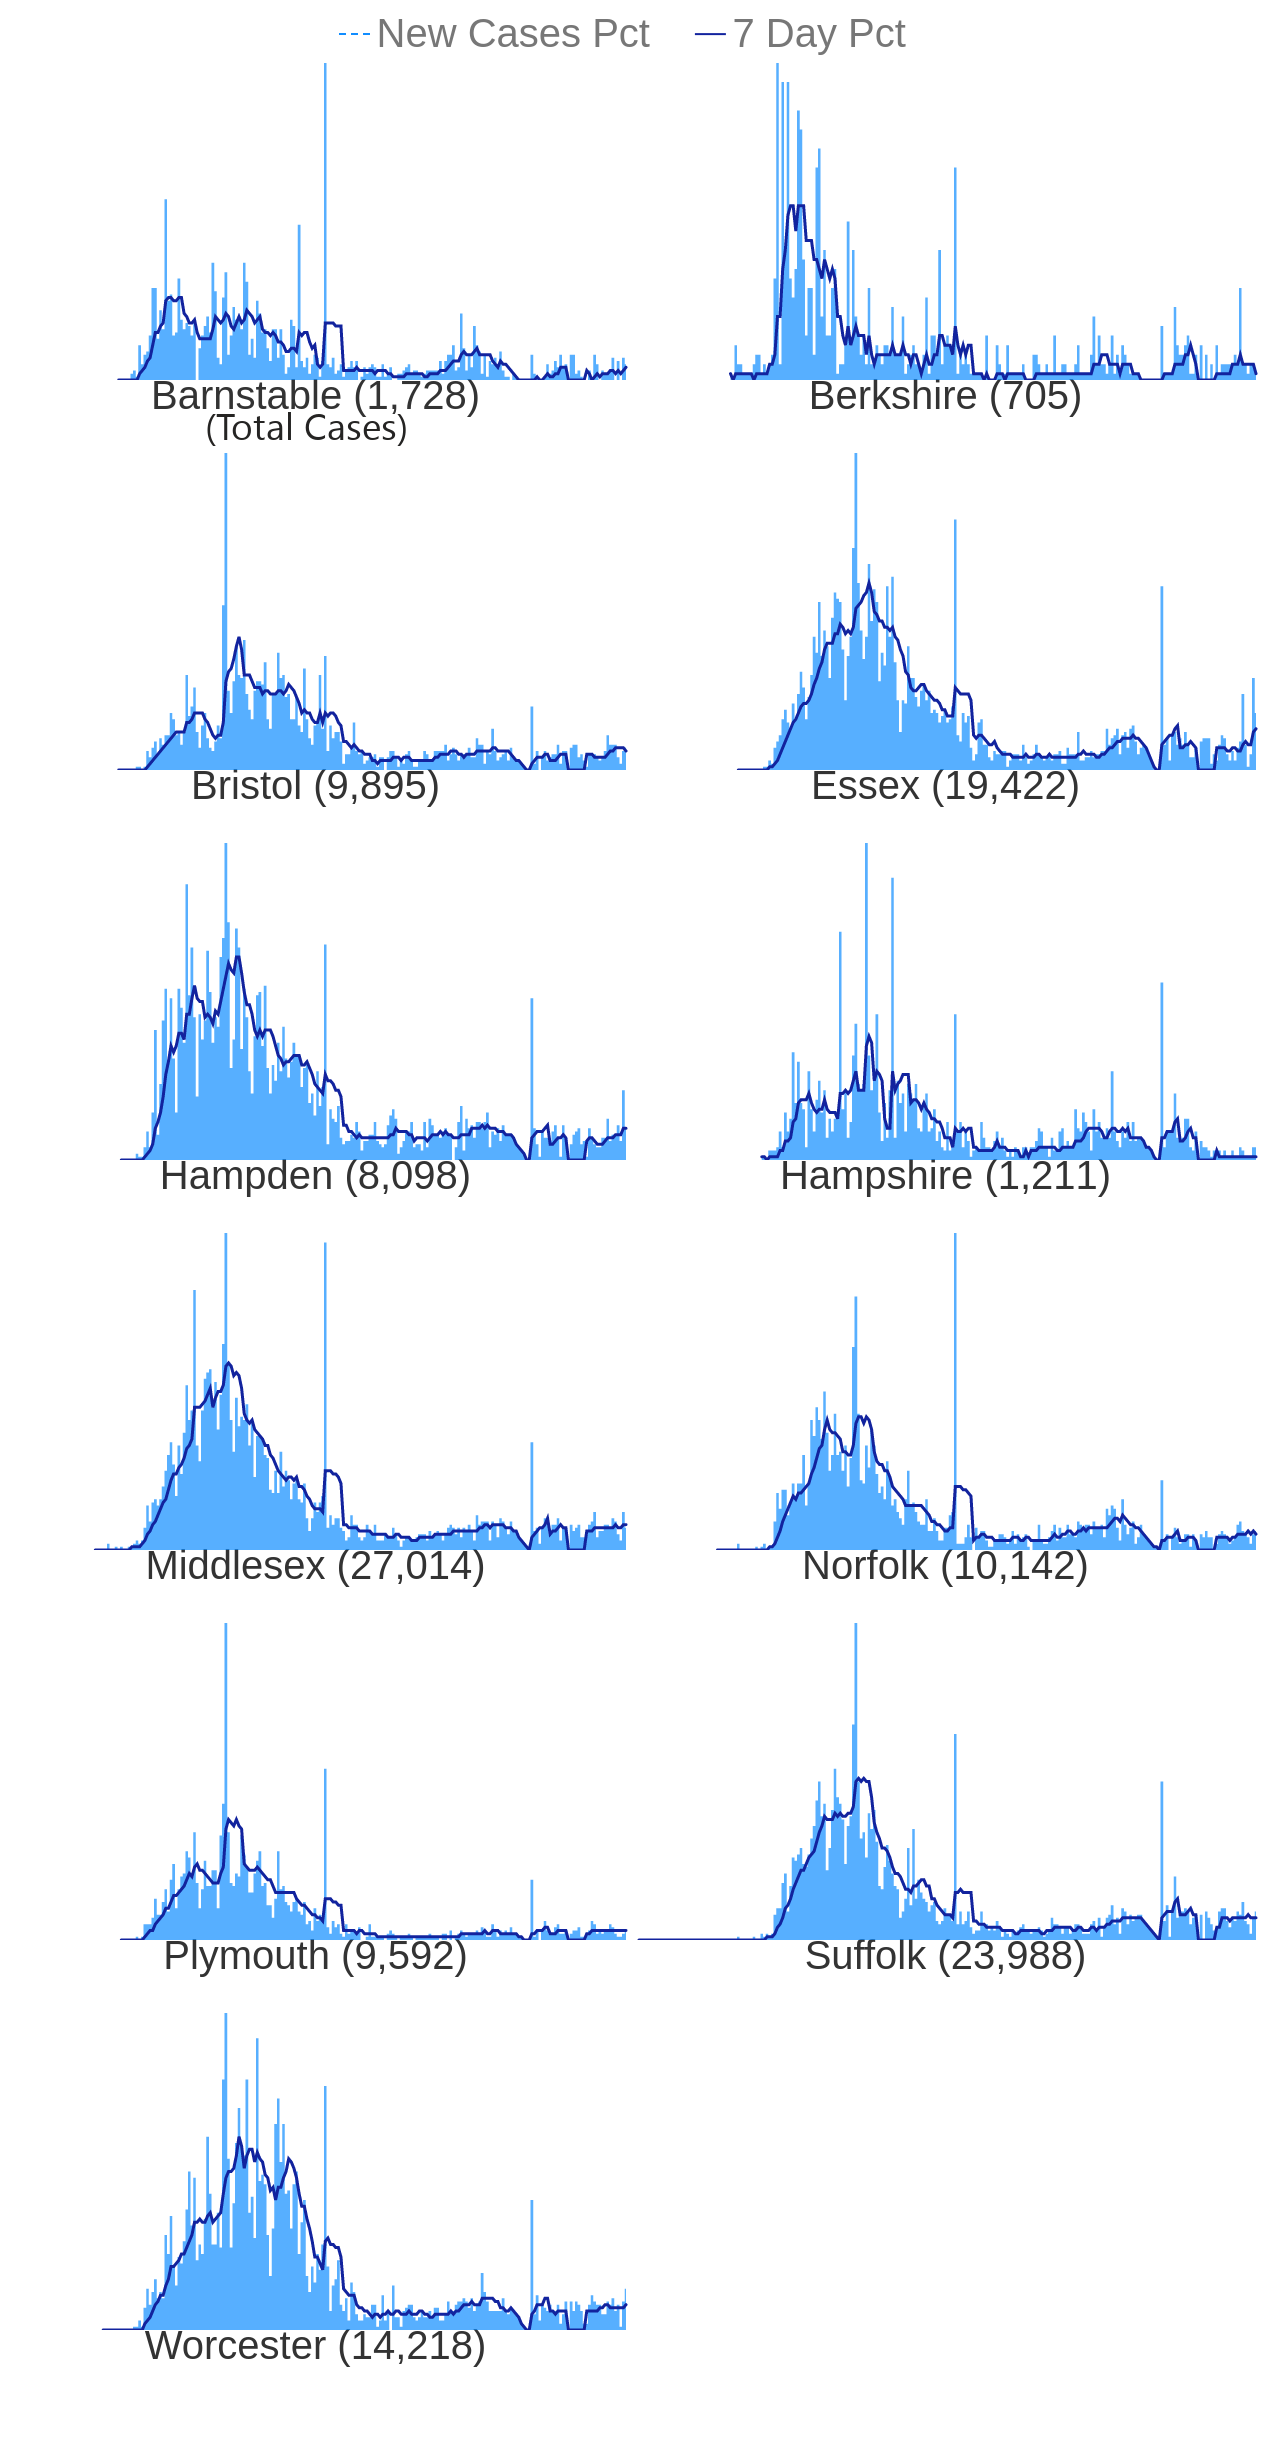 New Cases Pct 7 Day Pct
Barnstable (1,728) Berkshire (705)
(Total Cases)
Bristol (9,895) Essex (19,422)
Hampden (8,098) Hampshire (1,211)
Middlesex (27,014) Norfolk (10,142)
Plymouth (9,592) Suffolk (23,988)
Worcester (14,218)